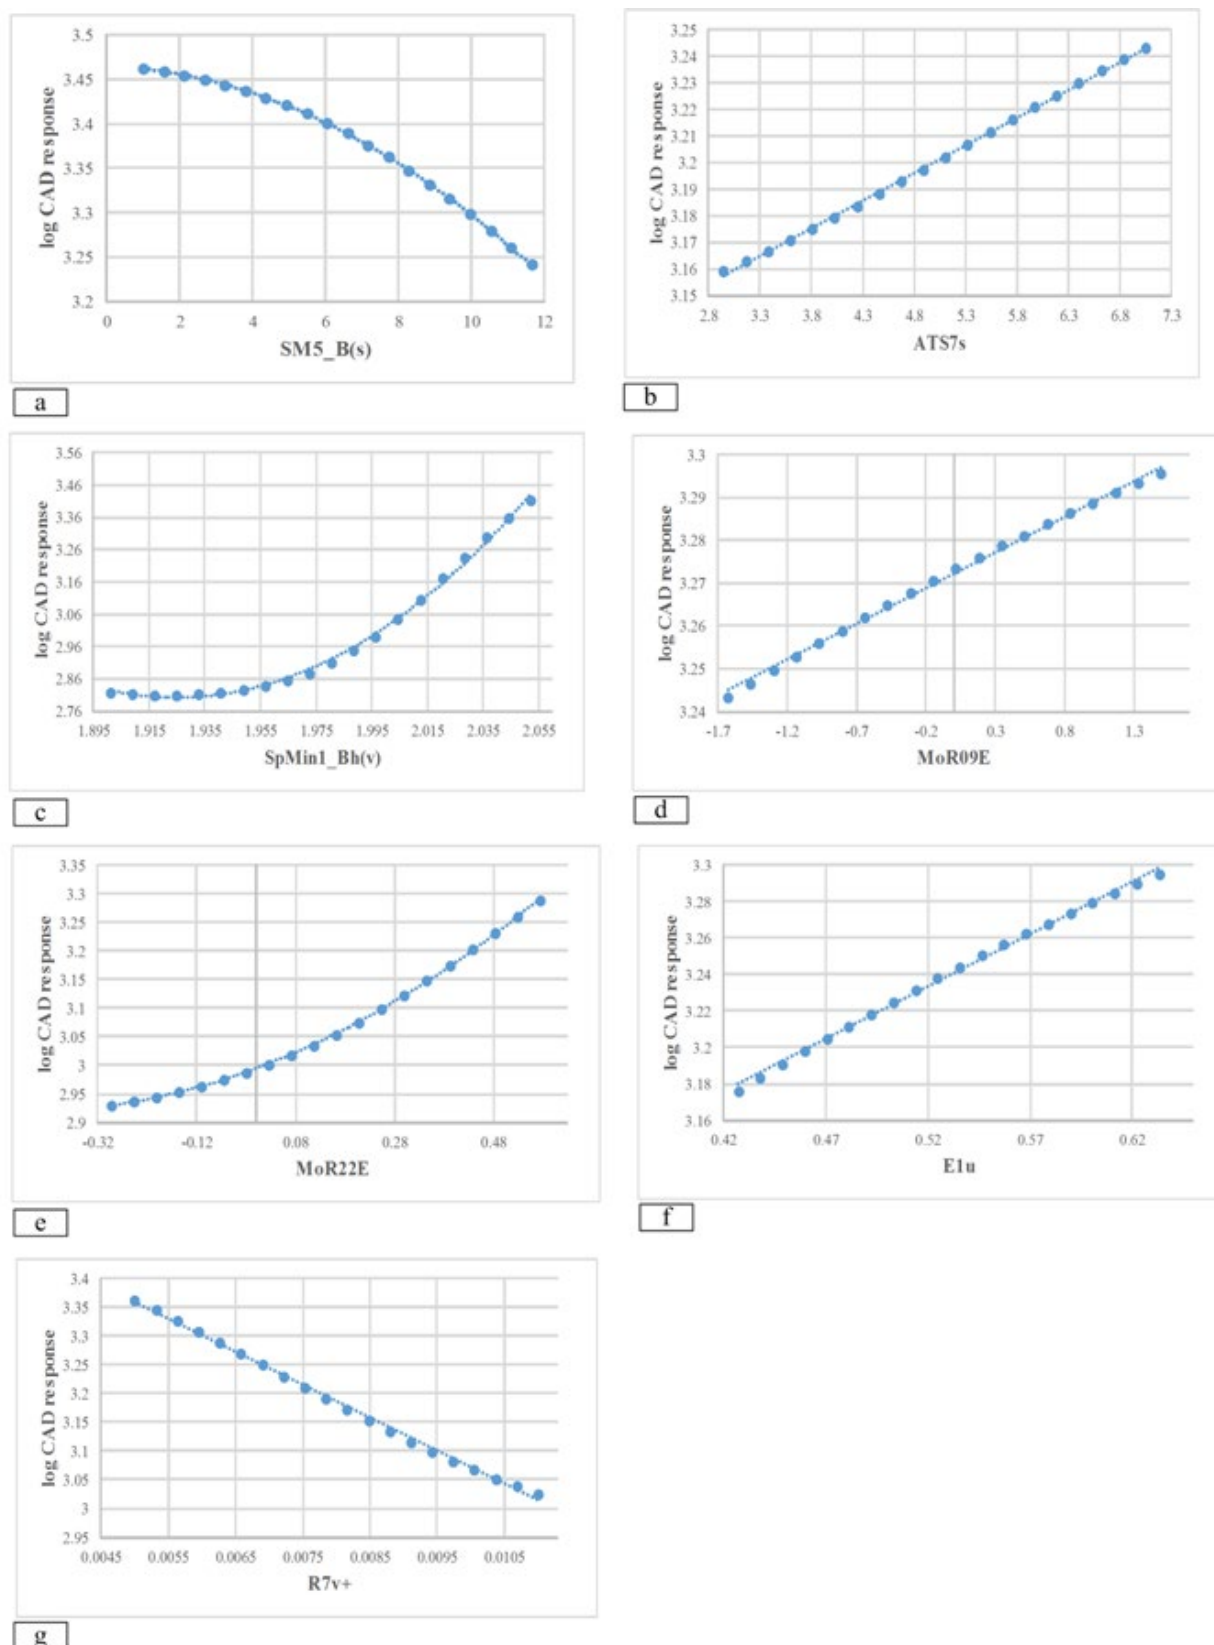 3.5
3.45
3.4
3.35
3.3
3.25
3.2
0 2 4 6 8 10 12
log CAD response
SM5_B(s)
a
3.25
3.24
3.23
3.22
3.21
3.2
3.19
3.18
3.17
3.16
3.15
2.8 3.3 3.8 4.3 4.8 5.3 5.8 6.3 6.8 7.3
log CAD response
ATS7s
b
3.56
3.46
3.36
3.26
3.16
3.06
2.96
2.86
2.76
1.895 1.915 1.935 1.955 1.975 1.995 2.015 2.035 2.055
log CAD response
SpMin1_Bh(v)
c
3.3
3.29
3.28
3.27
3.26
3.25
3.24
-1.7 -1.2 -0.7 -0.2 0.3 0.8 1.3
log CAD response
MoR09E
d
3.35
3.3
3.25
3.2
3.15
3.1
3.05
3
2.95
2.9
-0.32 -0.12 0.08 0.28 0.48
log CAD response
MoR22E
e
3.3
3.28
3.26
3.24
3.22
3.2
3.18
3.16
0.42 0.47 0.52 0.57 0.62
log CAD response
E1u
f
3.4
3.35
3.3
3.25
3.2
3.15
3.1
3.05
3
2.95
0.0045 0.0055 0.0065 0.0075 0.0085 0.0095 0.0105
log CAD response
R7v+
g